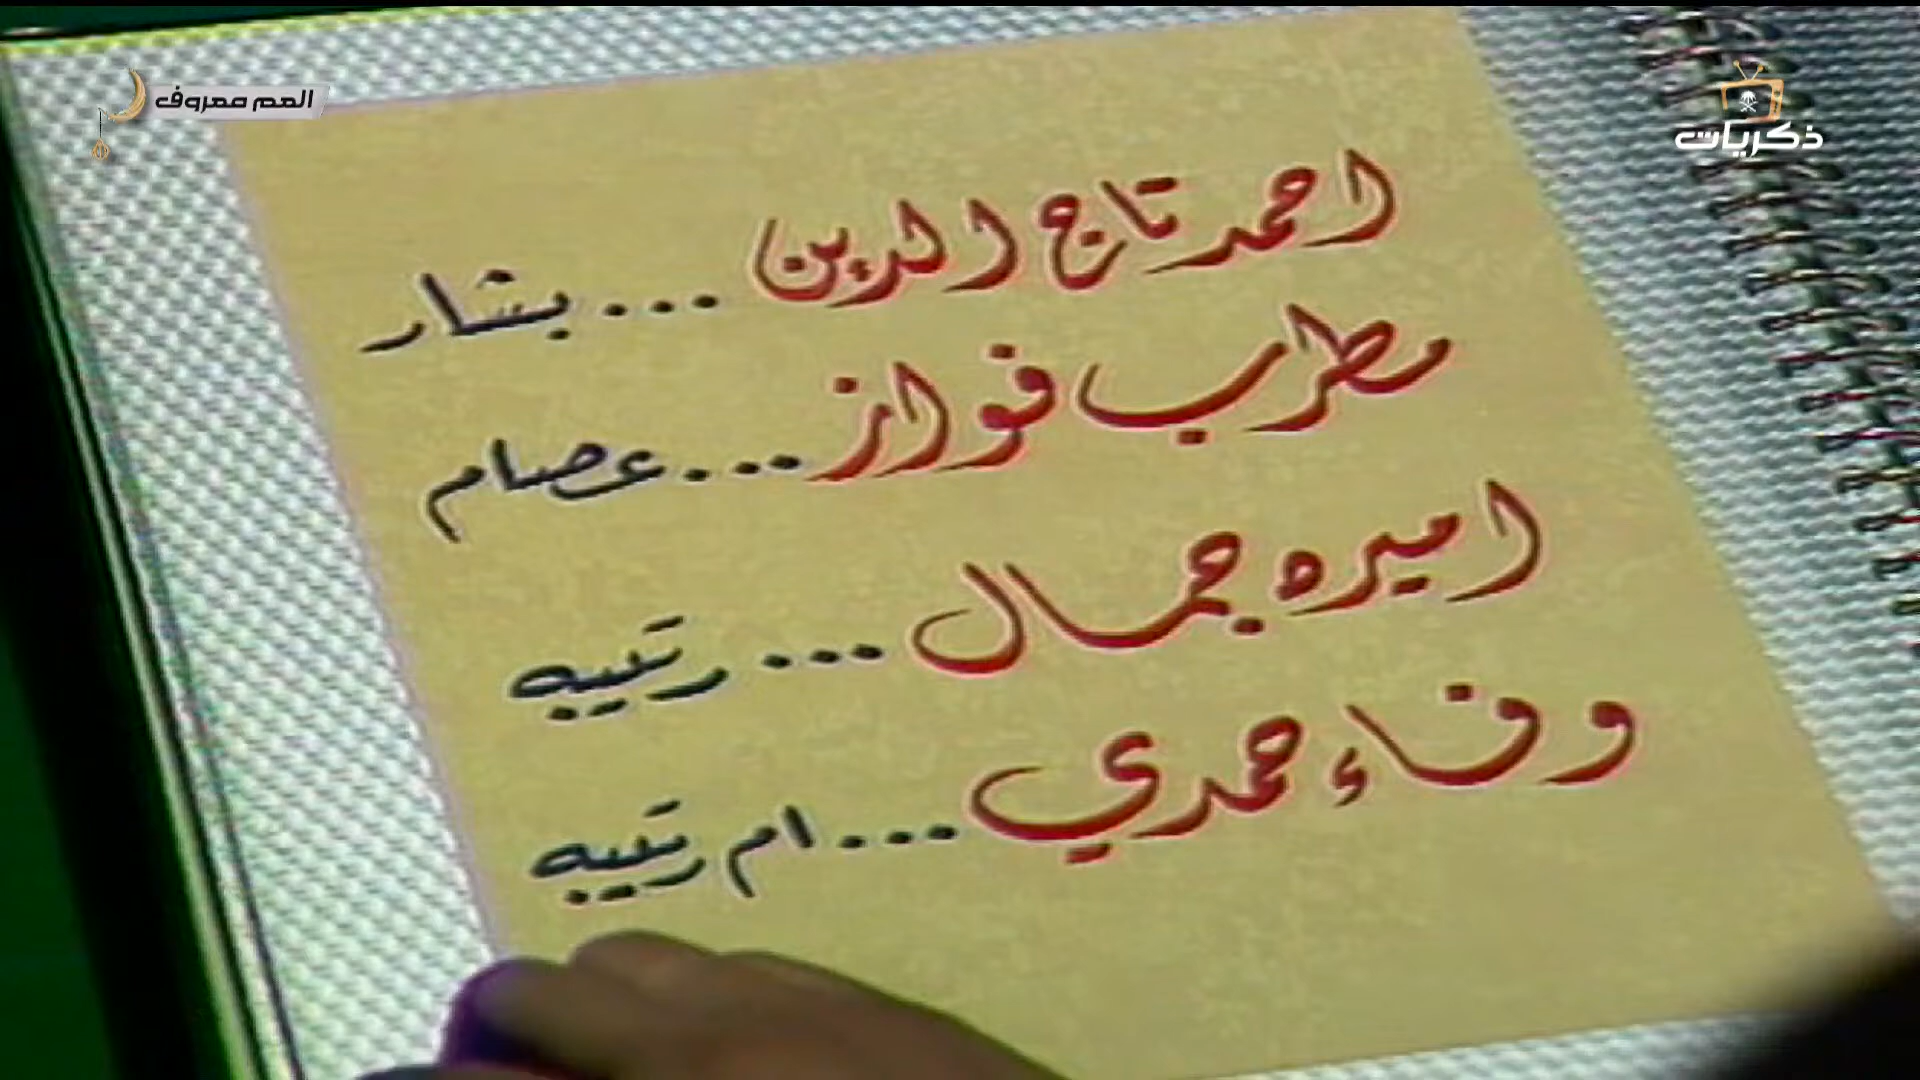 العم معروف
ذكريات
احمد تاج الدين ... بشار
مطرب فواز ... عصام
اميره جمال ... رتيبه
وفاء حمدي ... ام رتيبه